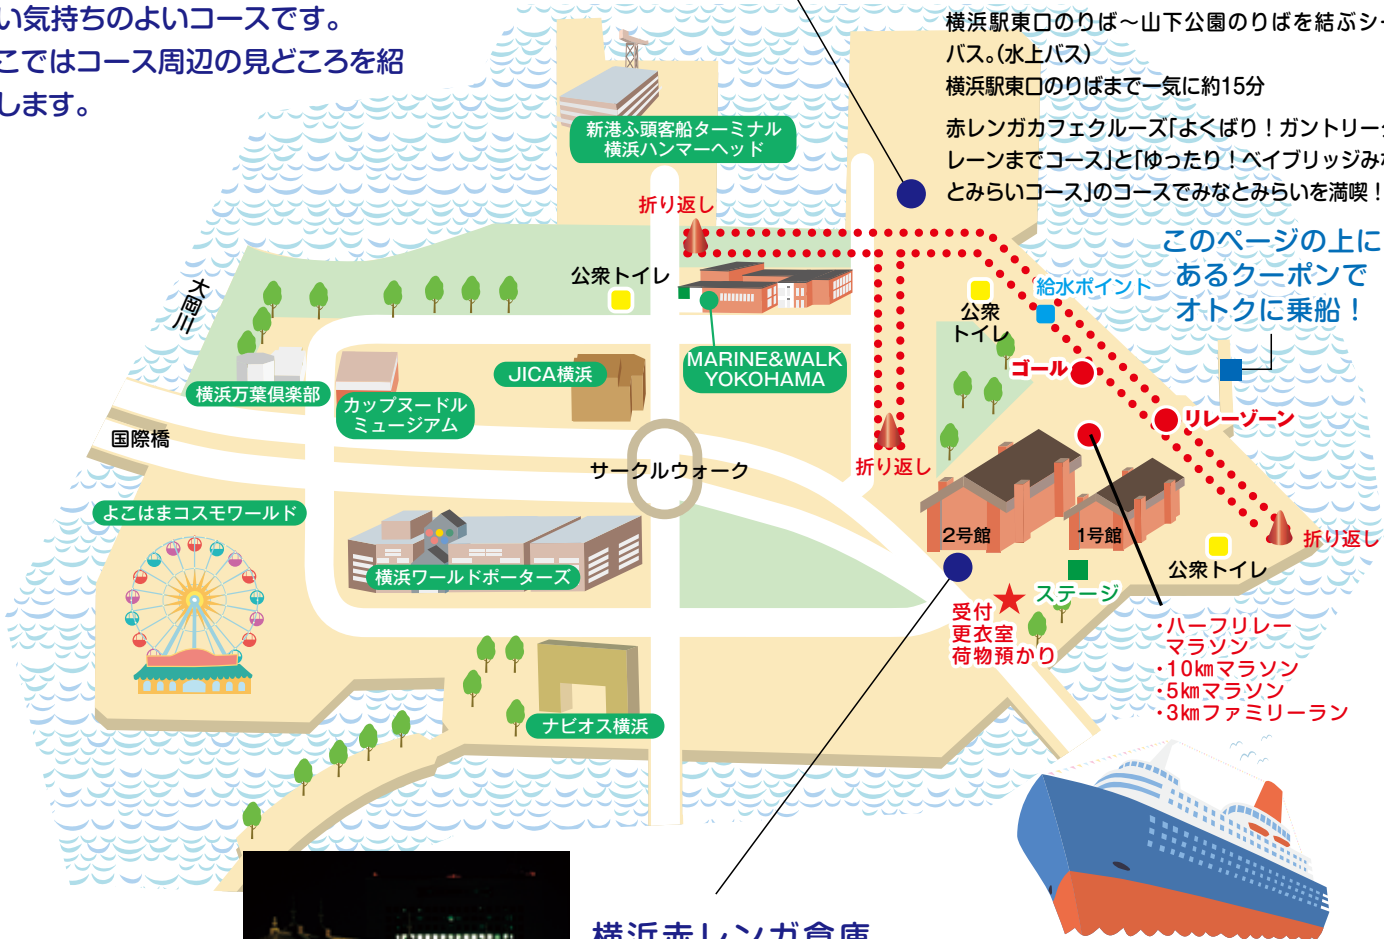 い気持ちのよいコースです。
こではコース周辺の見どころを紹
します。
横浜駅東口のりば〜山下公園のりばを結ぶシー
バス。(水上バス)
横浜駅東口のりばまで一気に約15分
赤レンガカフェクルーズ「よくばり！ガントリーク
レーンまでコース」と「ゆったり！ベイブリッジみな
とみらいコース」のコースでみなとみらいを満喫！
このページの上に
あるクーポンで
オトクに乗船！
新港ふ頭客船ターミナル
横浜ハンマーヘッド
折り返し
公衆トイレ
大岡川
給水ポイント
公衆
トイレ
MARINE&WALK
YOKOHAMA
JICA横浜
横浜万葉倶楽部
カップヌードル
ミュージアム
ゴール
リレーゾーン
国際橋
サークルウォーク
折り返し
よこはまコスモワールド
横浜ワールドポーターズ
2号館
1号館
折り返し
公衆トイレ
ステージ
受付
更衣室
荷物預かり
・ハーフリレー
マラソン
・10㎞マラソン
・5㎞マラソン
・3㎞ファミリーラン
ナビオス横浜
横浜赤レンガ倉庫